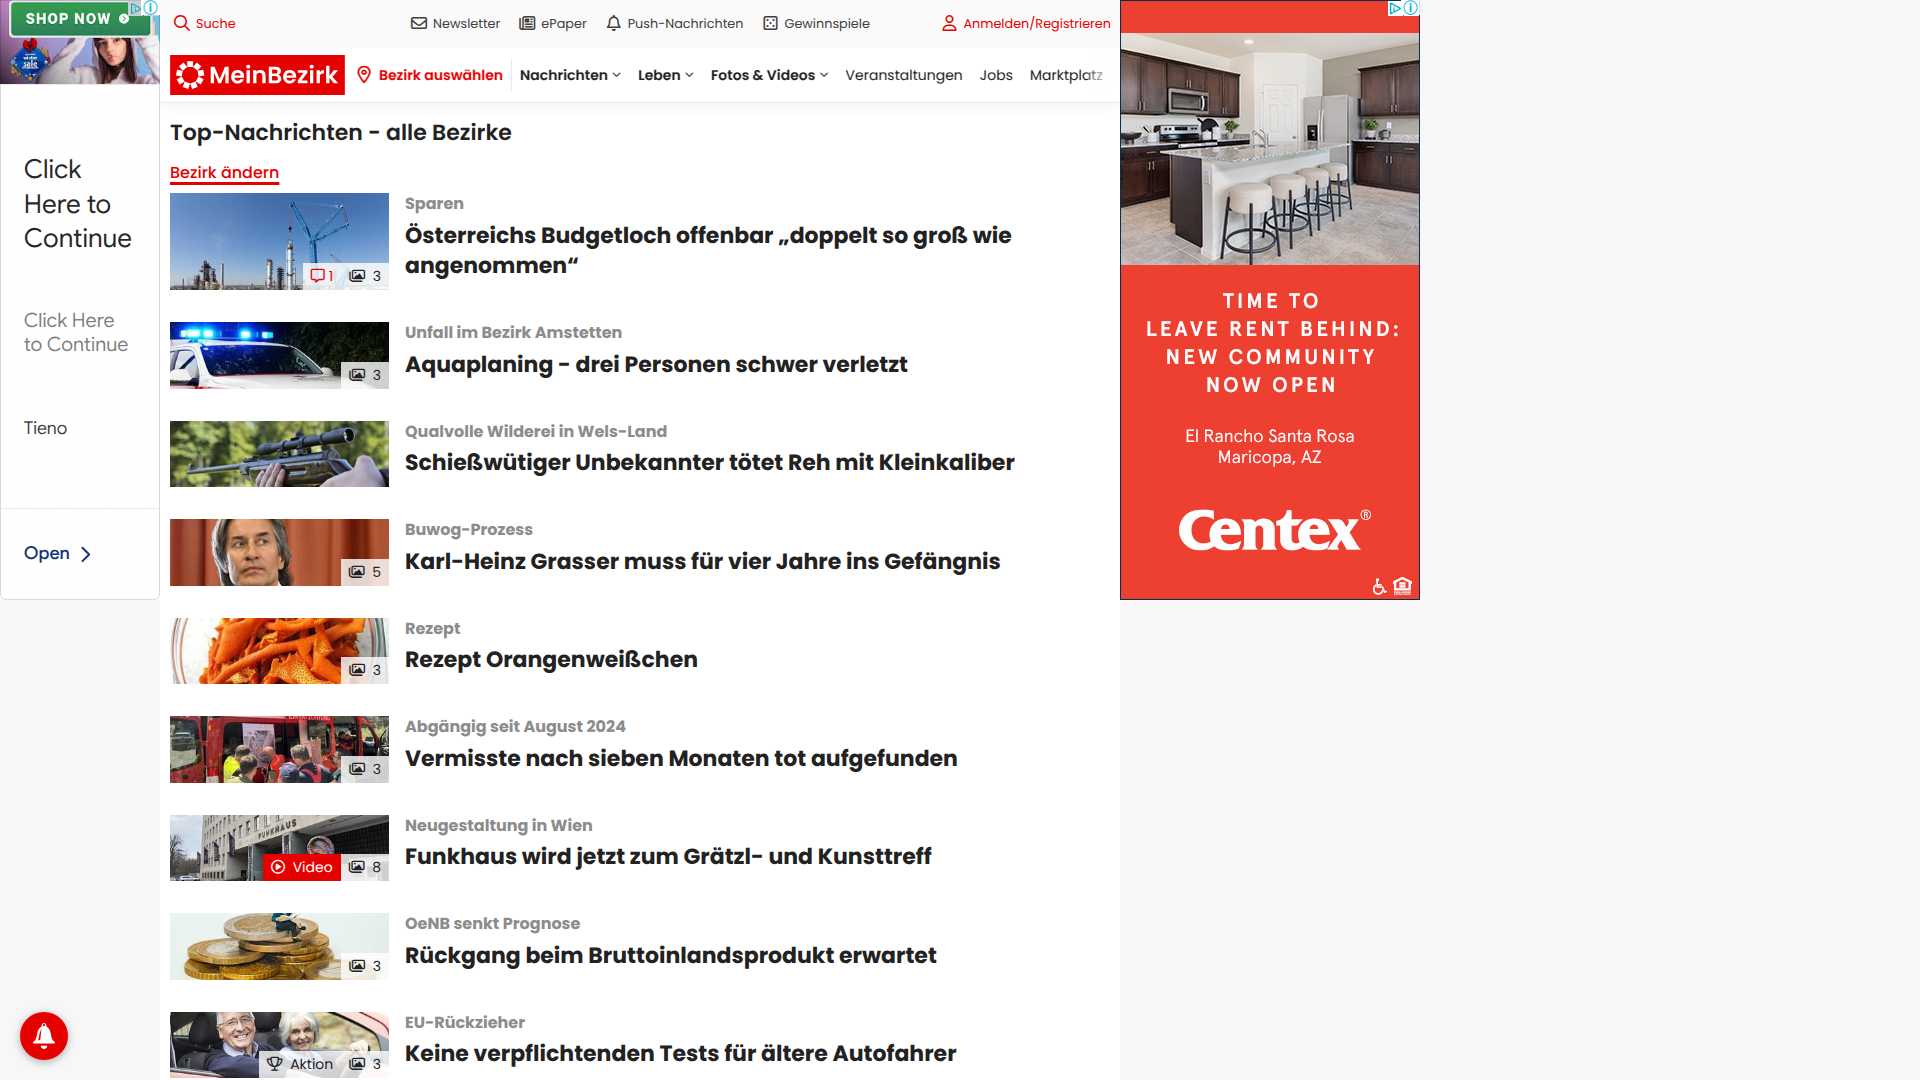 SHOP NOW
sale
Click
Here to
Continue
Click Here
to Continue
Tieno
Open
Suche
Newsletter
ePaper
Push-Nachrichten
Gewinnspiele
Anmelden/Registrieren
MeinBezirk
Bezirk auswählen
Nachrichten
Leben
Fotos & Videos
Veranstaltungen
Jobs
Marktplatz
Top-Nachrichten - alle Bezirke
Bezirk ändern
1
3
Sparen
Österreichs Budgetloch offenbar „doppelt so groß wie
angenommen“
3
Unfall im Bezirk Amstetten
Aquaplaning - drei Personen schwer verletzt
Qualvolle Wilderei in Wels-Land
Schießwütiger Unbekannter tötet Reh mit Kleinkaliber
5
Buwog-Prozess
Karl-Heinz Grasser muss für vier Jahre ins Gefängnis
3
Rezept
Rezept Orangenweißchen
3
Abgängig seit August 2024
Vermisste nach sieben Monaten tot aufgefunden
FUNKHAUS
Video
8
Neugestaltung in Wien
Funkhaus wird jetzt zum Grätzl- und Kunsttreff
3
OeNB senkt Prognose
Rückgang beim Bruttoinlandsprodukt erwartet
Aktion
3
EU-Rückzieher
Keine verpflichtenden Tests für ältere Autofahrer
TIME TO
LEAVE RENT BEHIND:
NEW COMMUNITY
NOW OPEN
El Rancho Santa Rosa
Maricopa, AZ
Centex®